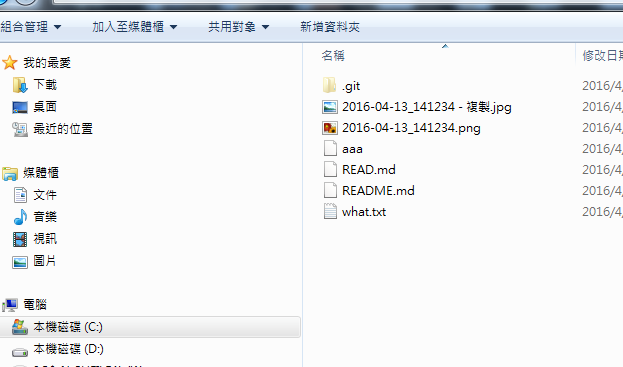 組合管理 加入至媒體櫃 共用對象 新增資料夾
名稱 修改日期
我的最愛
下載
桌面
最近的位置
媒體櫃
文件
音樂
視訊
圖片
電腦
本機磁碟 (C:)
本機磁碟 (D:)
.git 2016/4/
2016-04-13_141234 - 複製.jpg 2016/4/
2016-04-13_141234.png 2016/4/
aaa 2016/4/
READ.md 2016/4/
README.md 2016/4/
what.txt 2016/4/